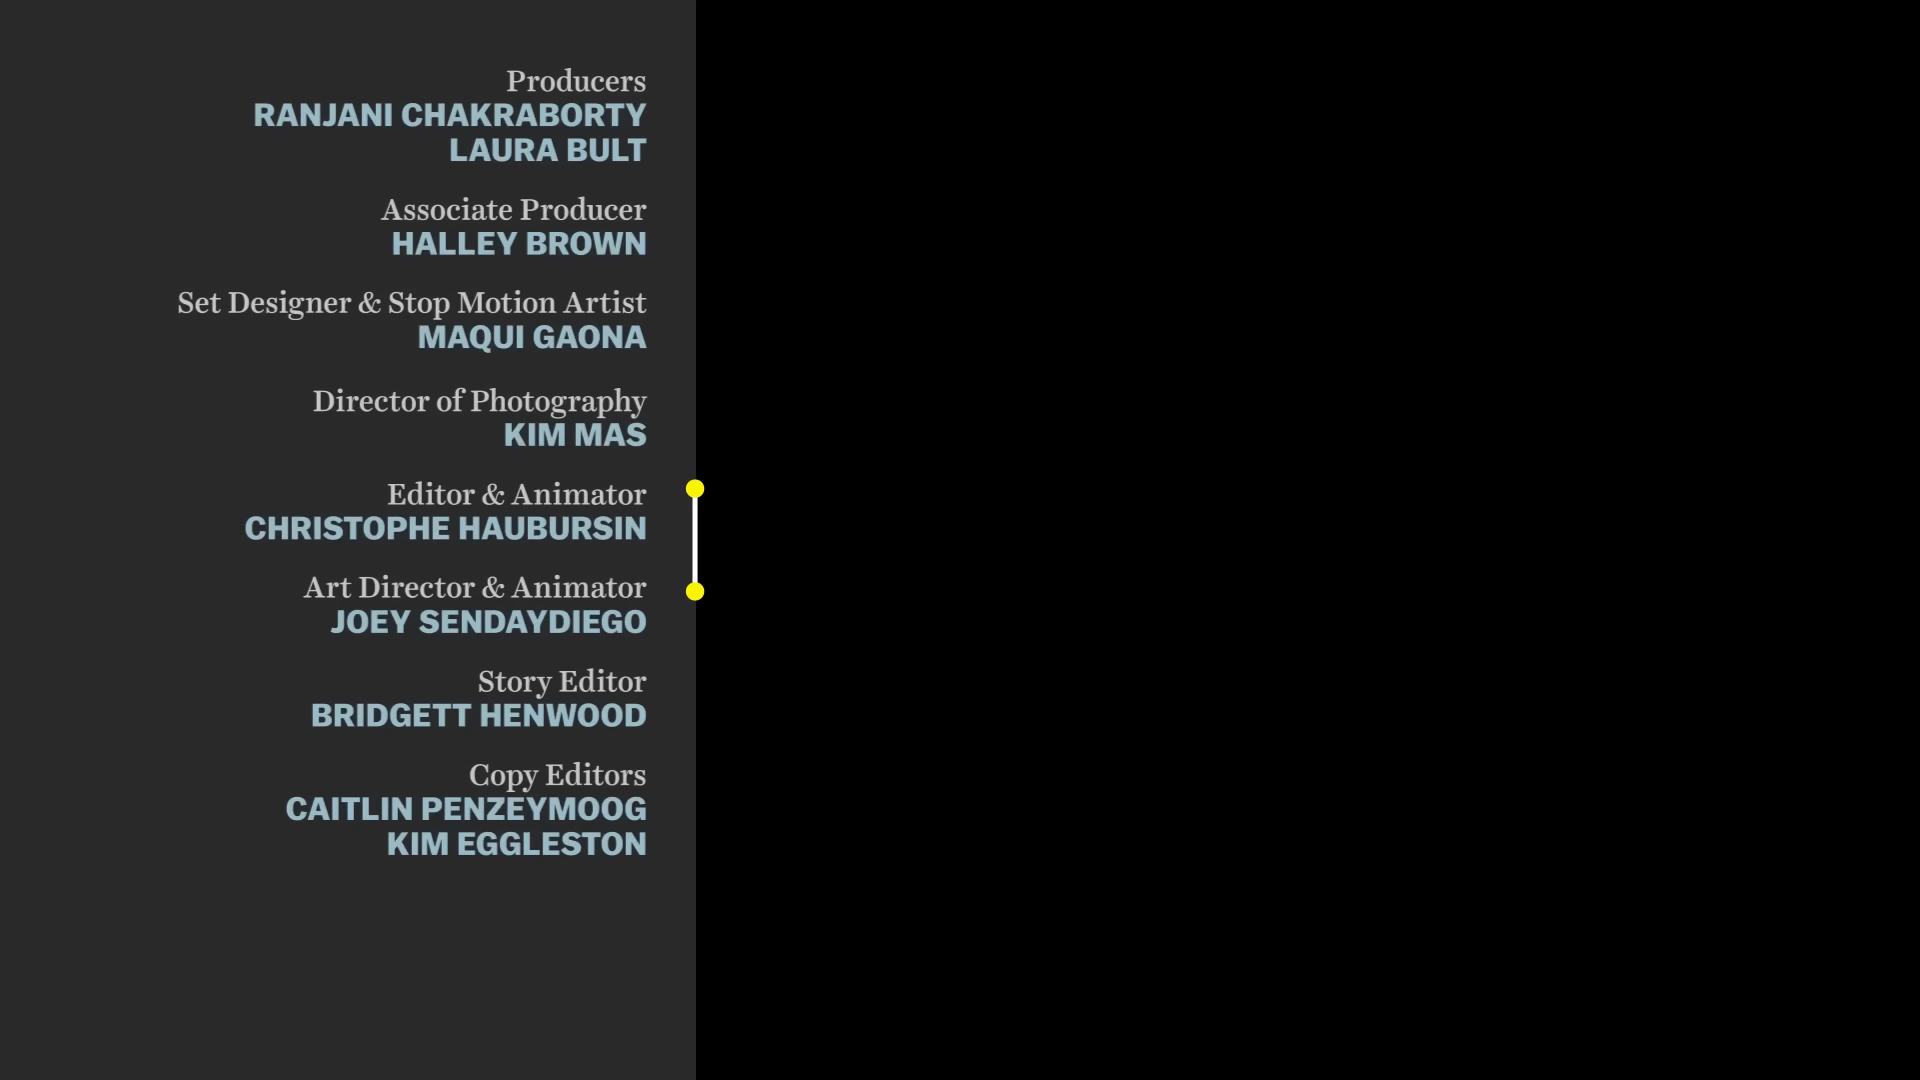 Producers
RANJANI CHAKRABORTY
LAURA BULT
Associate Producer
HALLEY BROWN
Set Designer & Stop Motion Artist
MAQUI GAONA
Director of Photography
KIM MAS
Editor & Animator
CHRISTOPHE HAUBURSIN
Art Director & Animator
JOEY SENDAYDIEGO
Story Editor
BRIDGETT HENWOOD
Copy Editors
CAITLIN PENZEYMOOG
KIM EGGLESTON